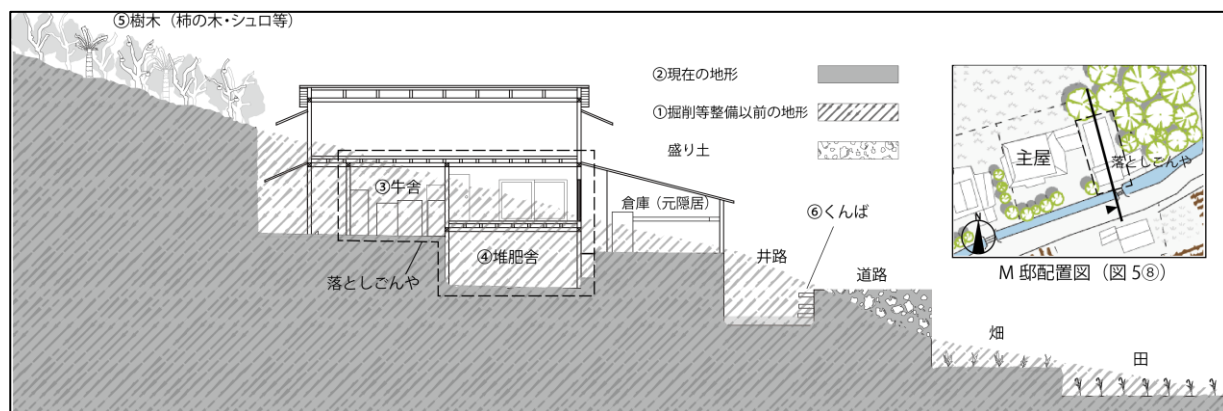 ⑤樹木（柿の木・シュロ等）
②現在の地形
①掘削等整備以前の地形
盛り土
③牛舎
倉庫（元隠居）
⑥くんば
④堆肥舎
井路
道路
落としごんや
畑
田
主屋
落としごんや
N
M 邸配置図（図 5⑧）